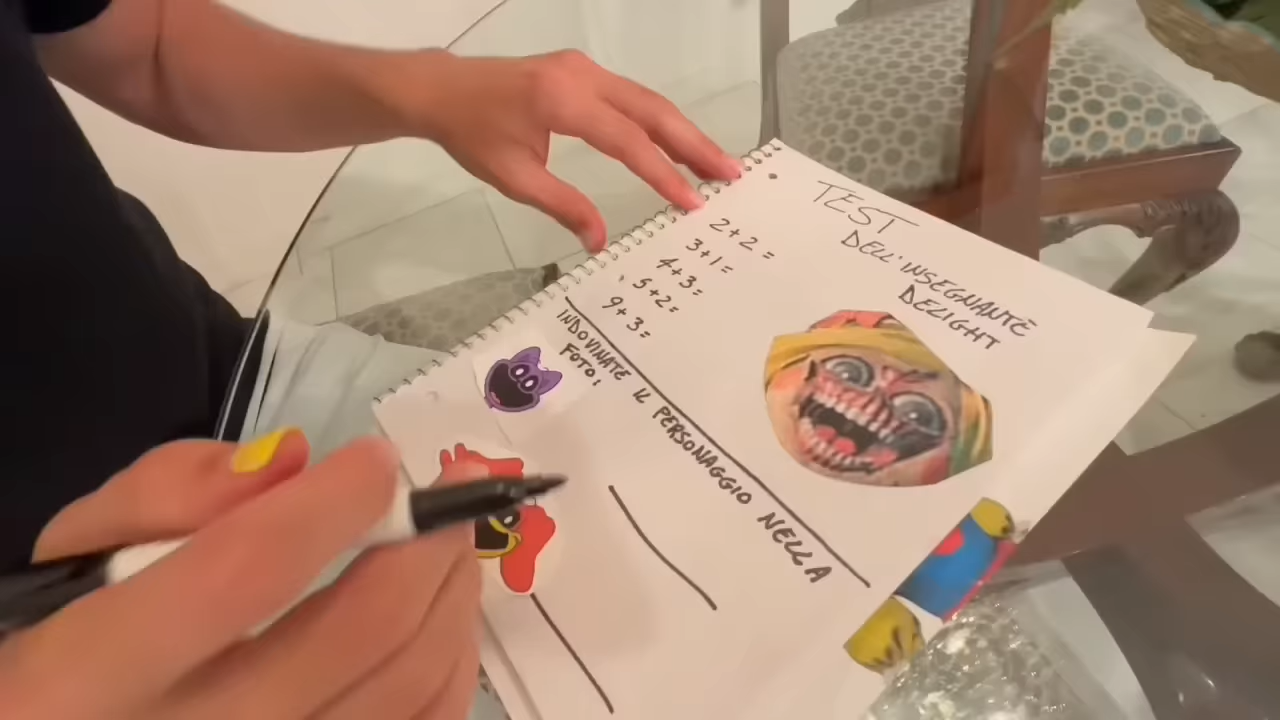 TEST
DELL'INSEGNANTE
DELIGHT
2+2=
3+1=
4+3=
5+2=
9+3=
INDOVINATE IL PERSONAGGIO NELLA
FOTO: